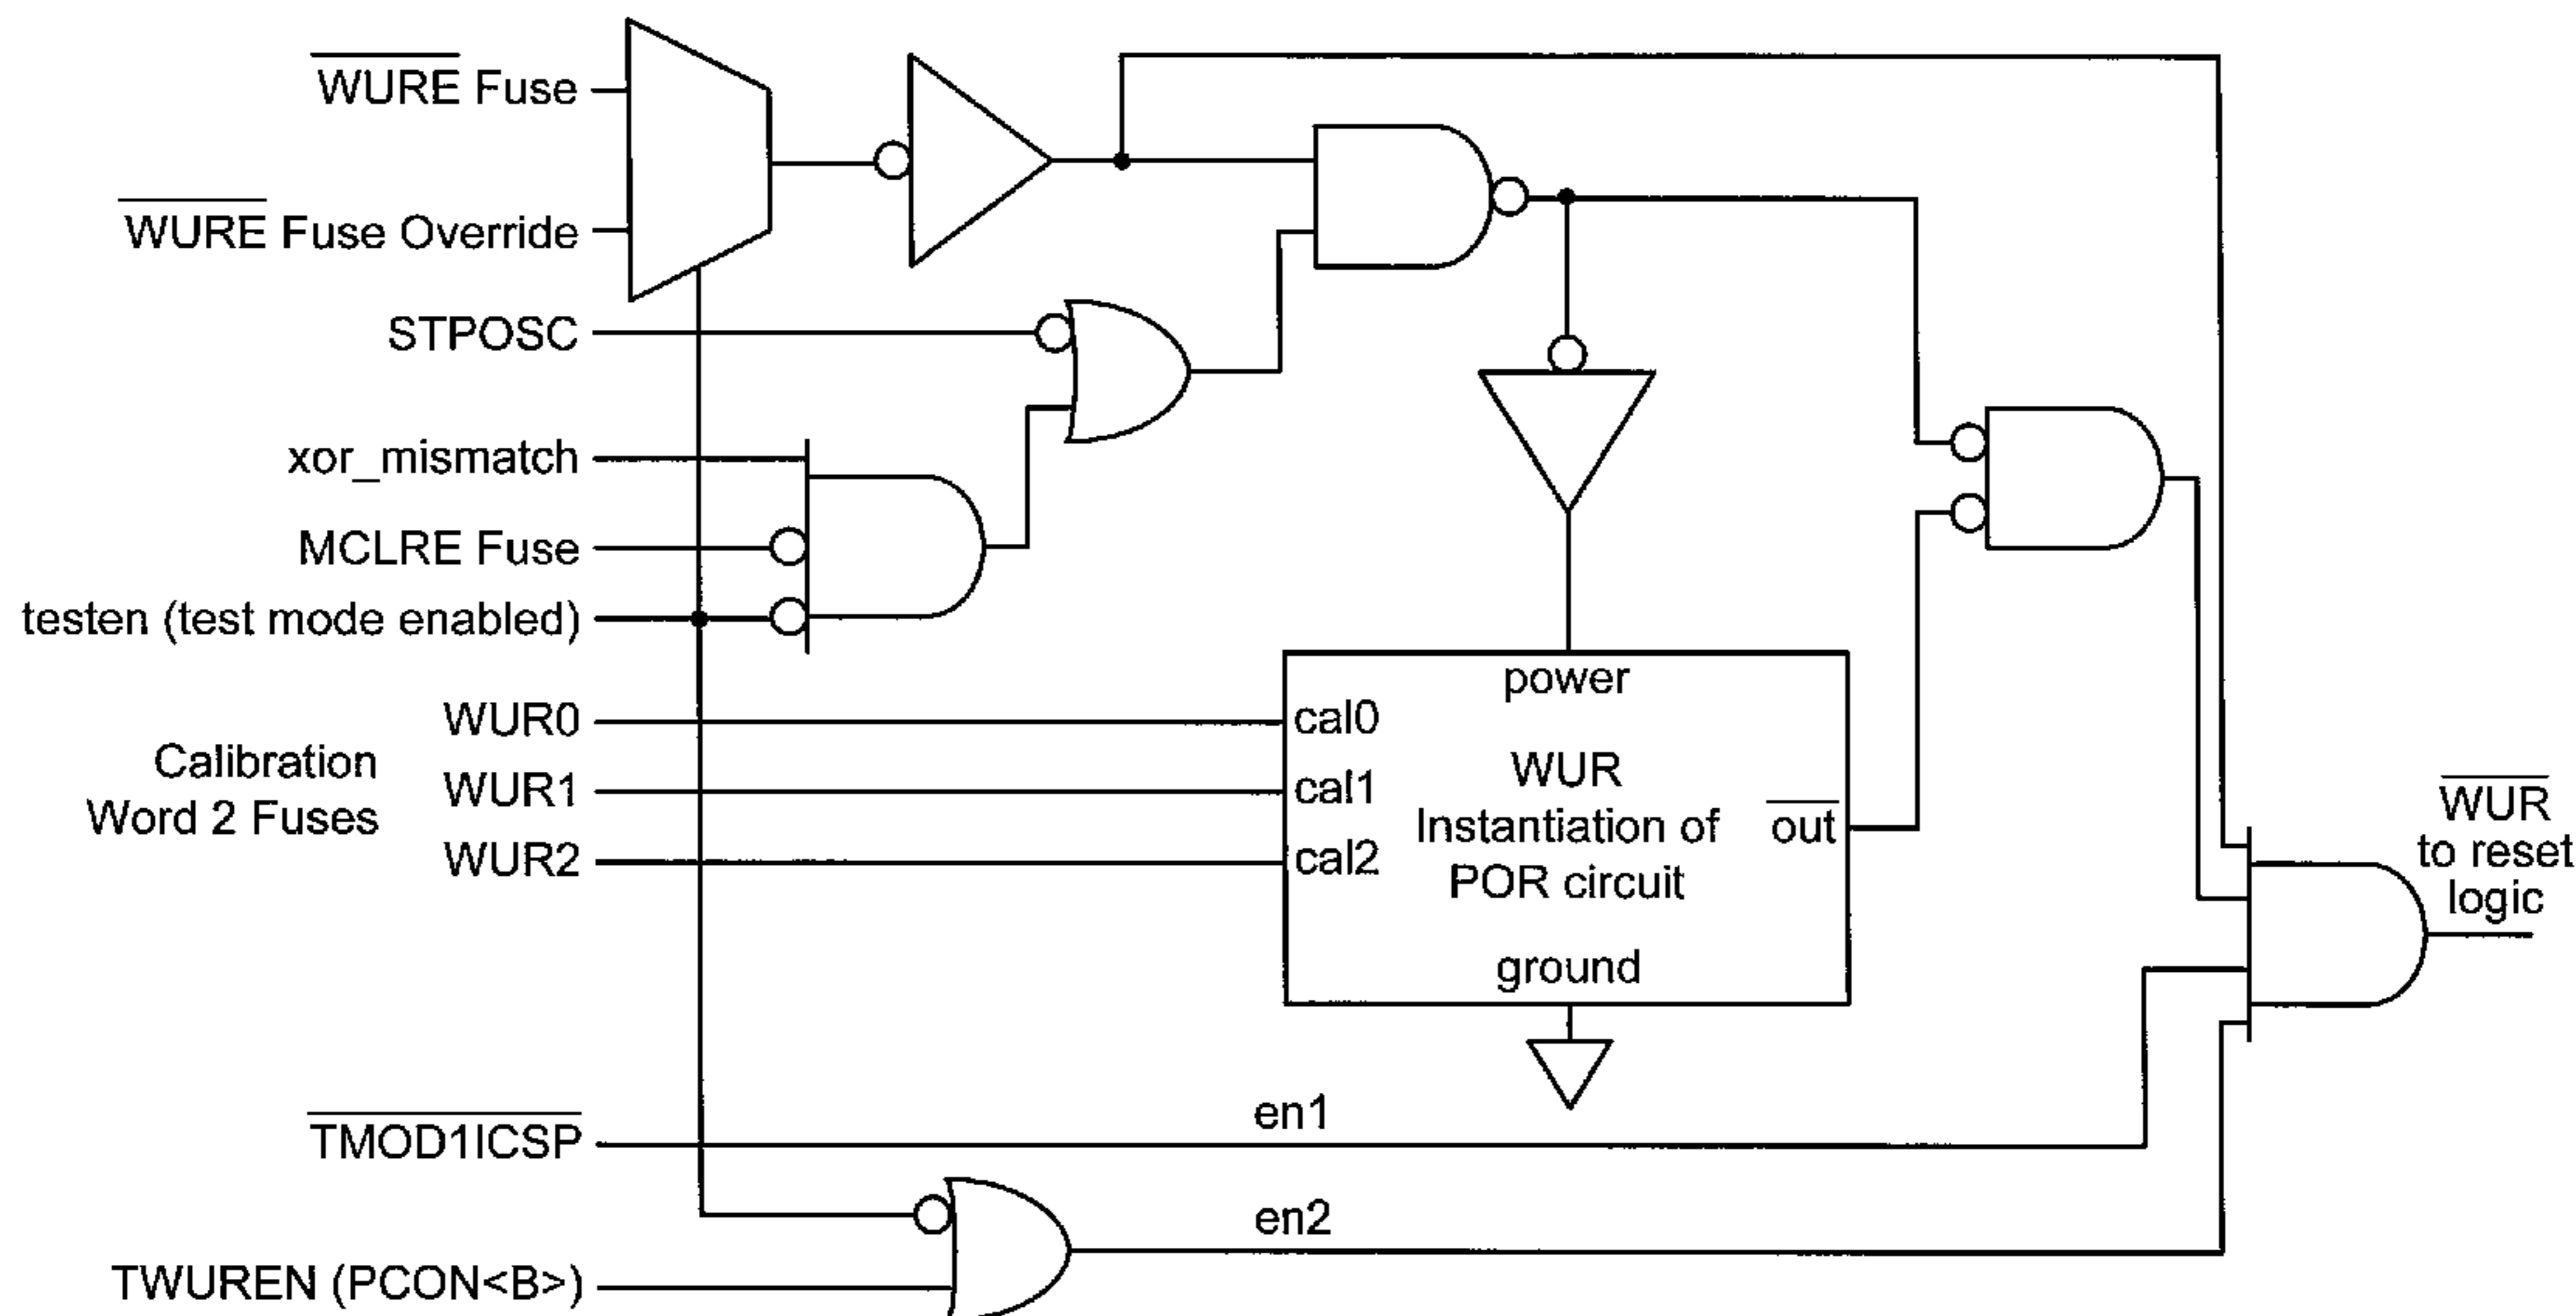 WURE Fuse
WURE Fuse Override
STPOSC
xor_mismatch
MCLRE Fuse
testen (test mode enabled)
Calibration
Word 2 Fuses
WUR0
WUR1
WUR2
cal0
cal1
cal2
power
WUR
Instantiation of
POR circuit
out
ground
TMOD1ICSP
en1
en2
TWUREN (PCON<B>)
WUR
to reset
logic